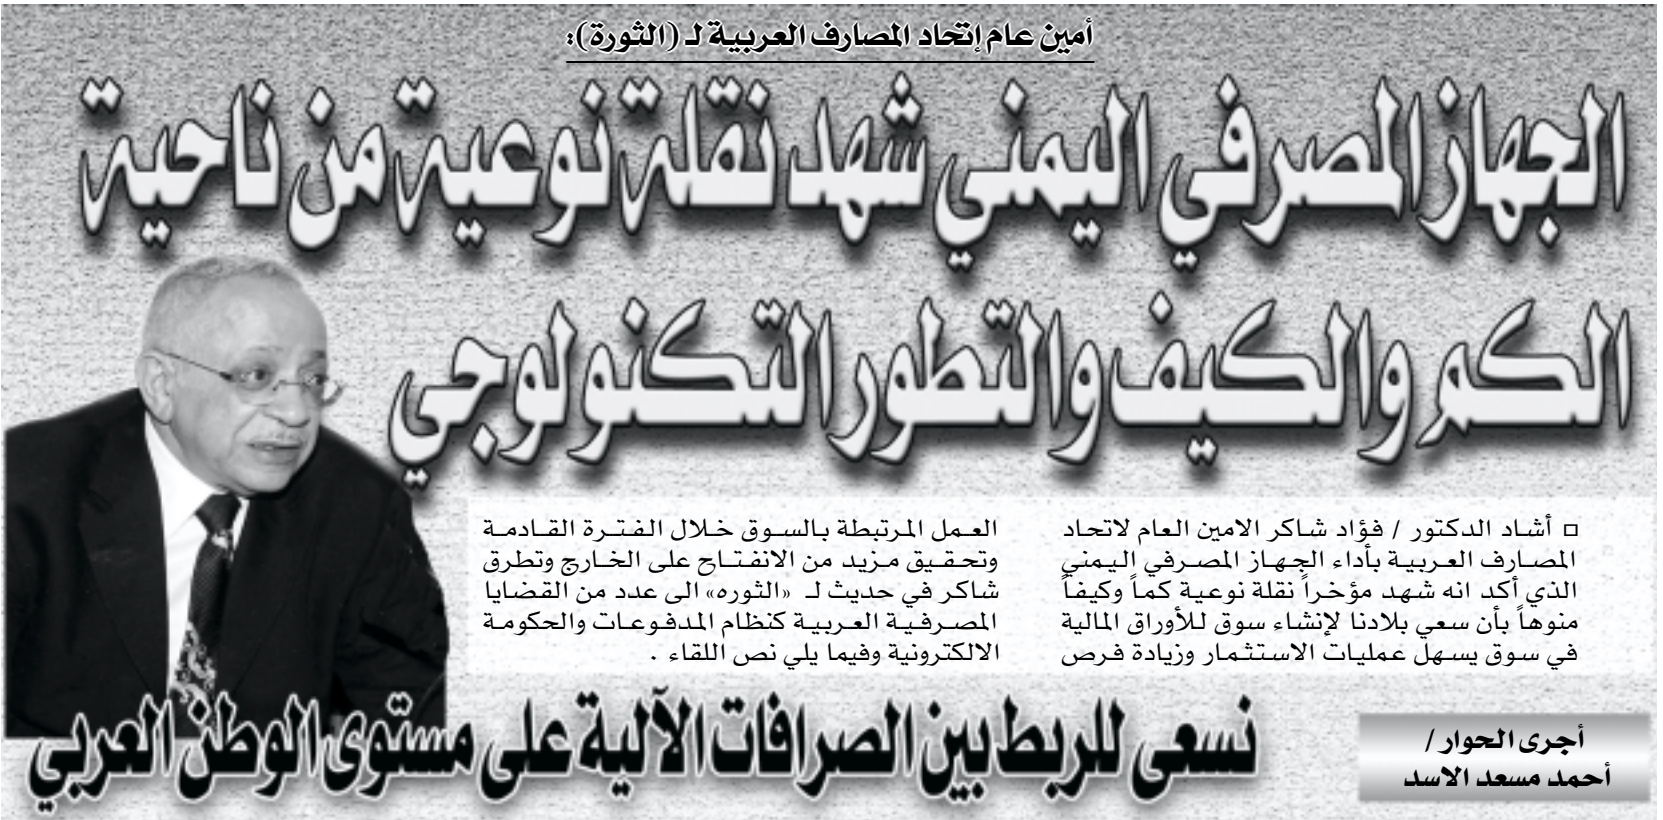 أمين عام إتحاد المصارف العربية لـ (الثورة):
الجهاز المصرفي اليمني شهد نقلة نوعية من ناحية
الكم والكيف والتطور التكنولوجي
□ أشاد الدكتور / فؤاد شاكر الامين العام لاتحاد
المصارف العربية بأداء الجهاز المصرفي اليمني
الذي أكد انه شهد مؤخراً نقلة نوعية كماً وكيفاً
منوهاً بأن سعي بلادنا لإنشاء سوق للأوراق المالية
في سوق يسهل عمليات الاستثمار وزيادة فرص
العمل المرتبطة بالسوق خلال الفترة القادمة
وتحقيق مزيد من الانفتاح على الخارج وتطرق
شاكر في حديث لـ «الثوره» الى عدد من القضايا
المصرفية العربية كنظام المدفوعات والحكومة
الالكترونية وفيما يلي نص اللقاء .
أجرى الحوار /
أحمد مسعد الاسد
نسعى للربط بين الصرافات الآلية على مستوى الوطن العربي